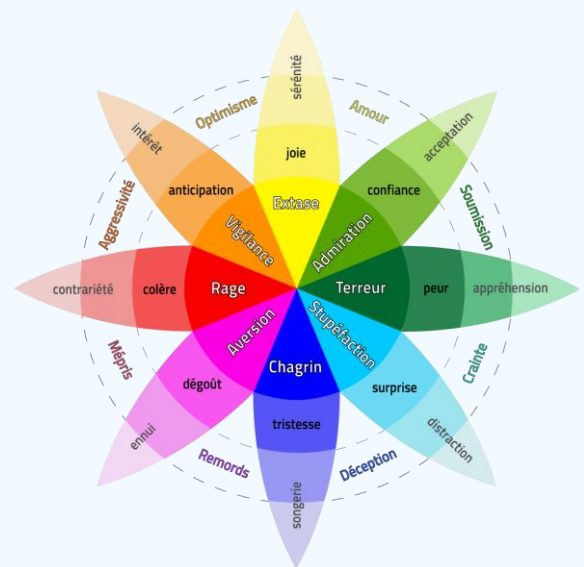 sérénité
Optimisme
Amour
intérêt
acceptation
joie
anticipation
confiance
Extase
Aggressivité
Soumission
Vigilance
Admiration
contrariété
colère
Rage
Terreur
peur
appréhension
Aversion
Stupéfaction
Mépris
Crainte
Chagrin
dégoût
surprise
tristesse
ennui
distraction
Remords
Déception
songerie